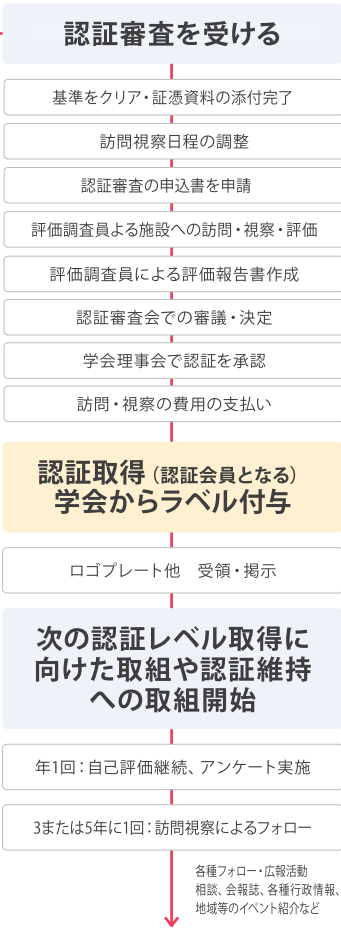 認証審査を受ける
基準をクリア・証憑資料の添付完了
訪問視察日程の調整
認証審査の申込書を申請
評価調査員よる施設への訪問・視察・評価
評価調査員による評価報告書作成
認証審査会での審議・決定
学会理事会で認証を承認
訪問・視察の費用の支払い
認証取得（認証会員となる）
学会からラベル付与
ロゴプレート他　受領・掲示
次の認証レベル取得に
向けた取組や認証維持
への取組開始
年1回：自己評価継続、アンケート実施
3または5年に1回：訪問視察によるフォロー
各種フォロー・広報活動
相談、会報誌、各種行政情報、
地域等のイベント紹介など